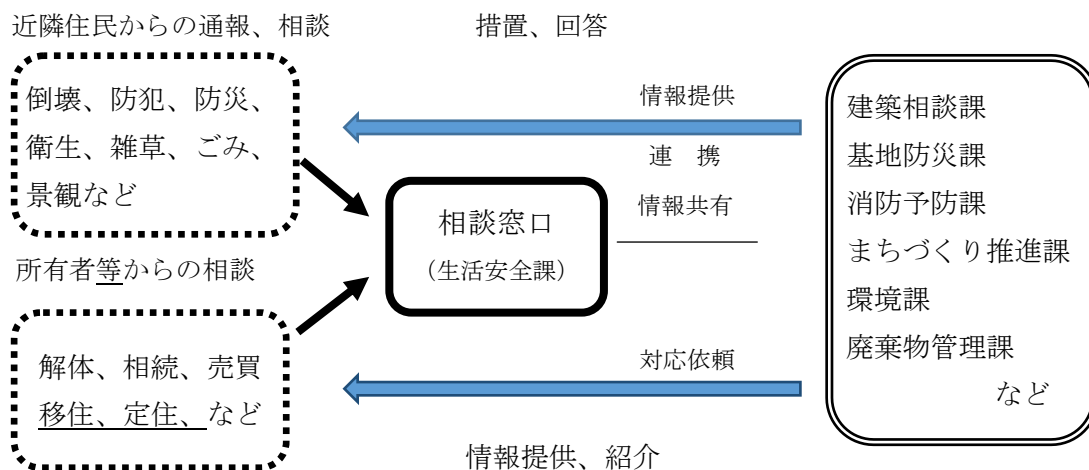 近隣住民からの通報、相談
措置、回答
倒壊、防犯、防災、
衛生、雑草、ごみ、
景観など
情報提供
連 携
情報共有
相談窓口
（生活安全課）
所有者等からの相談
解体、相続、売買
移住、定住、など
対応依頼
情報提供、紹介
建築相談課
基地防災課
消防予防課
まちづくり推進課
環境課
廃棄物管理課
など